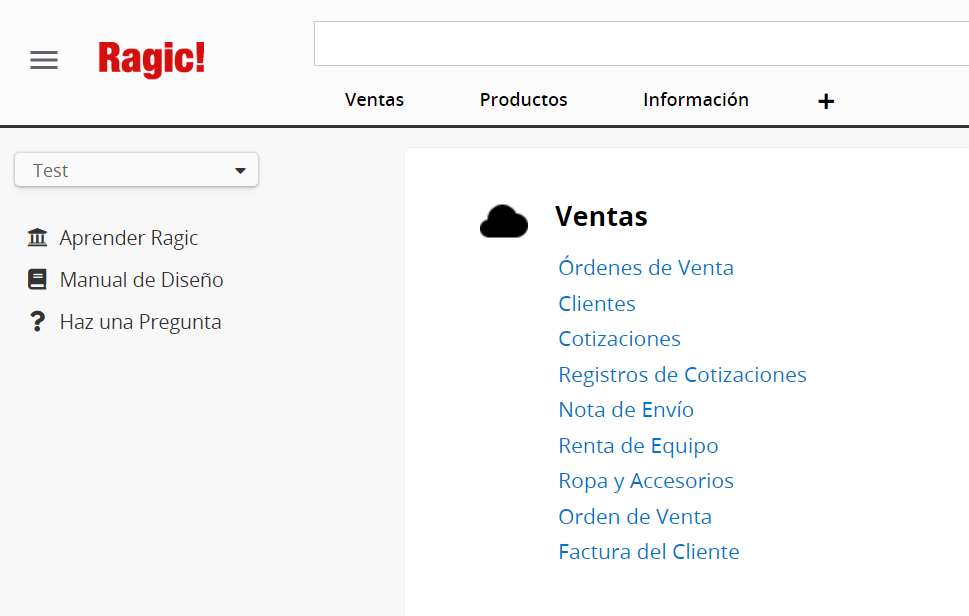 Ragic!
Ventas
Productos
Información
+
Test
Aprender Ragic
Manual de Diseño
Haz una Pregunta
Ventas
Órdenes de Venta
Clientes
Cotizaciones
Registros de Cotizaciones
Nota de Envío
Renta de Equipo
Ropa y Accesorios
Orden de Venta
Factura del Cliente